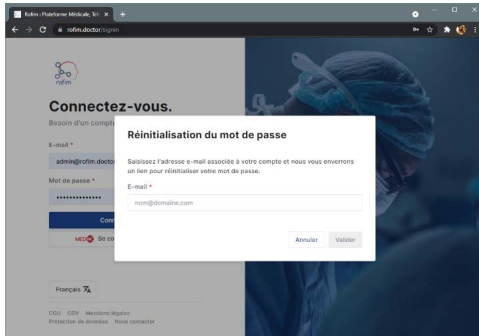 Rofim : Plateforme Médicale, Télé
rofim.doctor/signin
rofim
Connectez-vous.
Besoin d'un compte
E-mail *
admin@rofim.doctor
Mot de passe *
Conn
MED
Se co
Français
CGU CGV Mentions légales
Protection de données Nous contacter
Réinitialisation du mot de passe
Saisissez l'adresse e-mail associée à votre compte et nous vous enverrons
un lien pour réinitialiser votre mot de passe.
E-mail *
nom@domaine.com
Annuler Valider